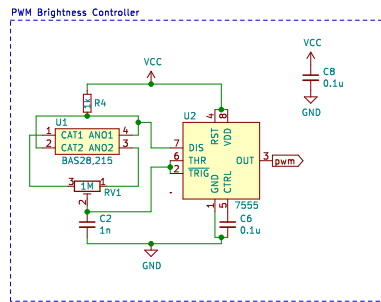 PWM Brightness Controller
VCC
VCC
C8
0.1u
GND
1k
R4
U1
1 CAT1 ANO1 4
2 CAT2 ANO2 3
BAS28,215
3 1M 1
RV1
2
C2
1n
GND
U2
4 8
RST VDD
7 DIS
6 THR OUT 3 pwm
2 TRIG
GND CTRL
1 5 7555
C6
0.1u